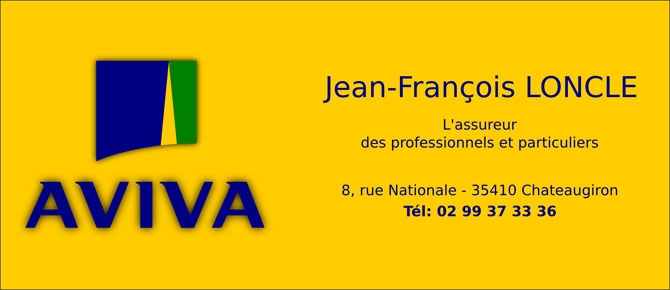 AVIVA
Jean-François LONCLE
L'assureur
des professionnels et particuliers
8, rue Nationale - 35410 Chateaugiron
Tél: 02 99 37 33 36